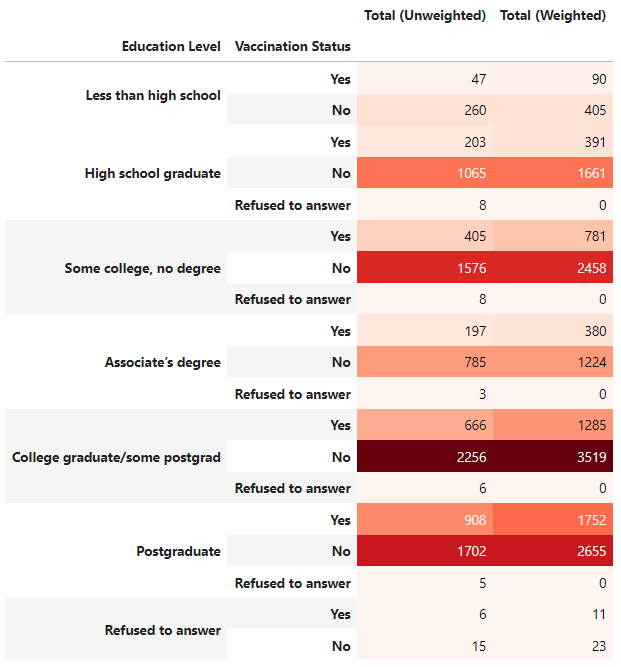 Total (Unweighted) Total (Weighted)
Education Level Vaccination Status
Less than high school Yes 47 90
No 260 405
High school graduate Yes 203 391
No 1065 1661
Refused to answer 8 0
Some college, no degree Yes 405 781
No 1576 2458
Refused to answer 8 0
Associate’s degree Yes 197 380
No 785 1224
Refused to answer 3 0
College graduate/some postgrad Yes 666 1285
No 2256 3519
Refused to answer 6 0
Postgraduate Yes 908 1752
No 1702 2655
Refused to answer 5 0
Refused to answer Yes 6 11
No 15 23